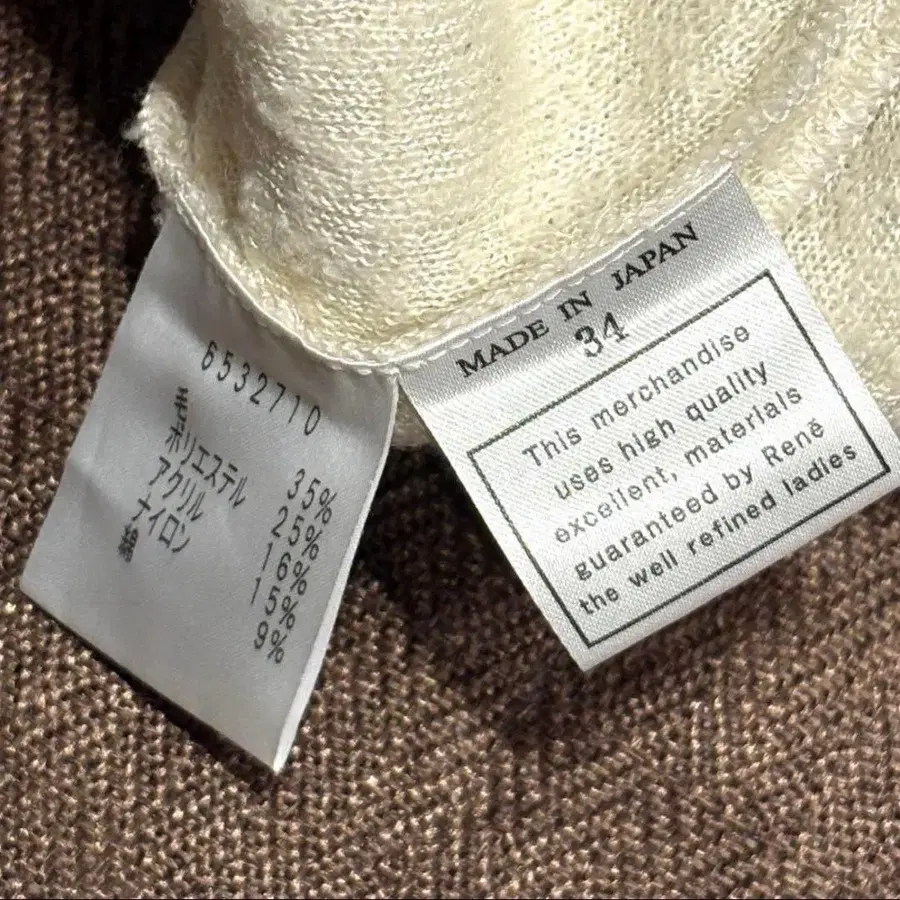 6532710
35%
ポリエステル 25%
アクリル 16%
ナイロン 15%
綿 9%
MADE IN JAPAN
34
This merchandise
uses high quality
excellent, materials
guaranteed by René
the well refined ladies